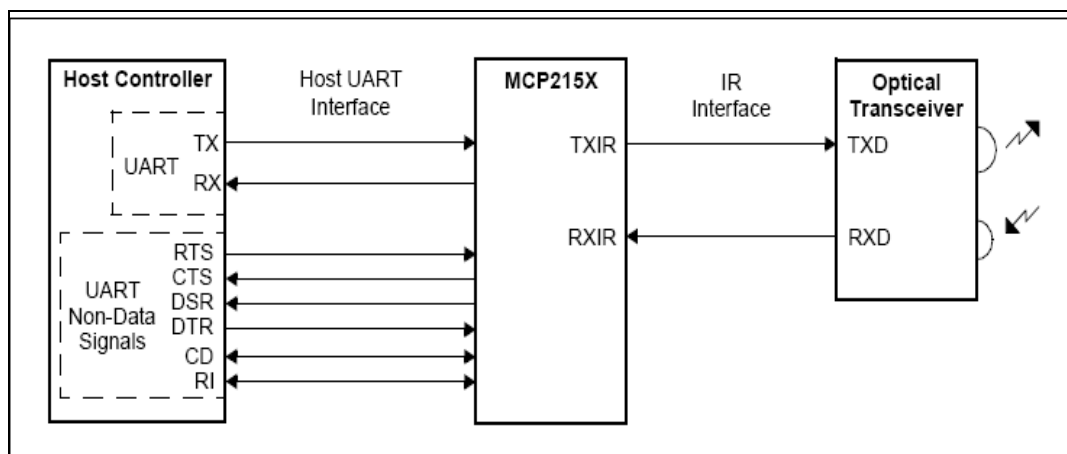 Host Controller
Host UART
Interface
MCP215X
IR
Interface
Optical
Transceiver
TX
UART
RX
TXIR
TXD
RXIR
RXD
RTS
CTS
DSR
DTR
CD
RI
UART
Non-Data
Signals